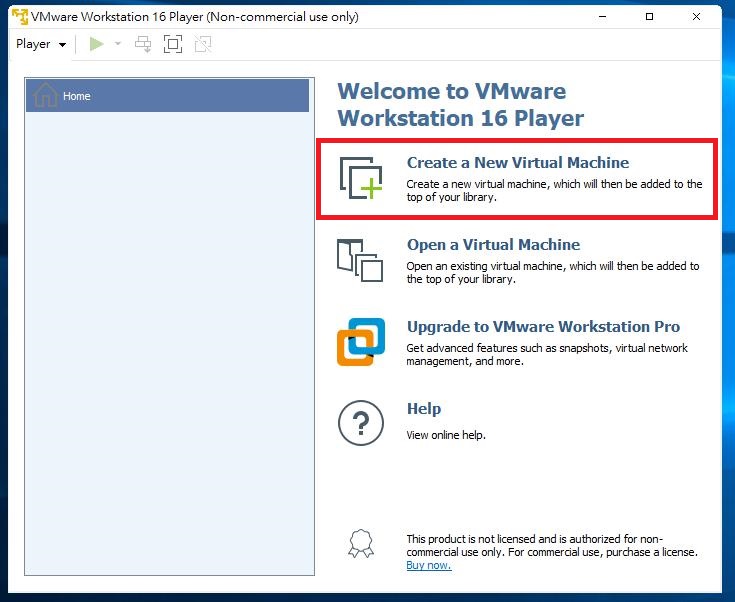 VMware Workstation 16 Player (Non-commercial use only)
Player
Home
Welcome to VMware
Workstation 16 Player
Create a New Virtual Machine
Create a new virtual machine, which will then be added to the
top of your library.
Open a Virtual Machine
Open an existing virtual machine, which will then be added to
the top of your library.
Upgrade to VMware Workstation Pro
Get advanced features such as snapshots, virtual network
management, and more.
?
Help
View online help.
This product is not licensed and is authorized for non-
commercial use only. For commercial use, purchase a license.
Buy now.